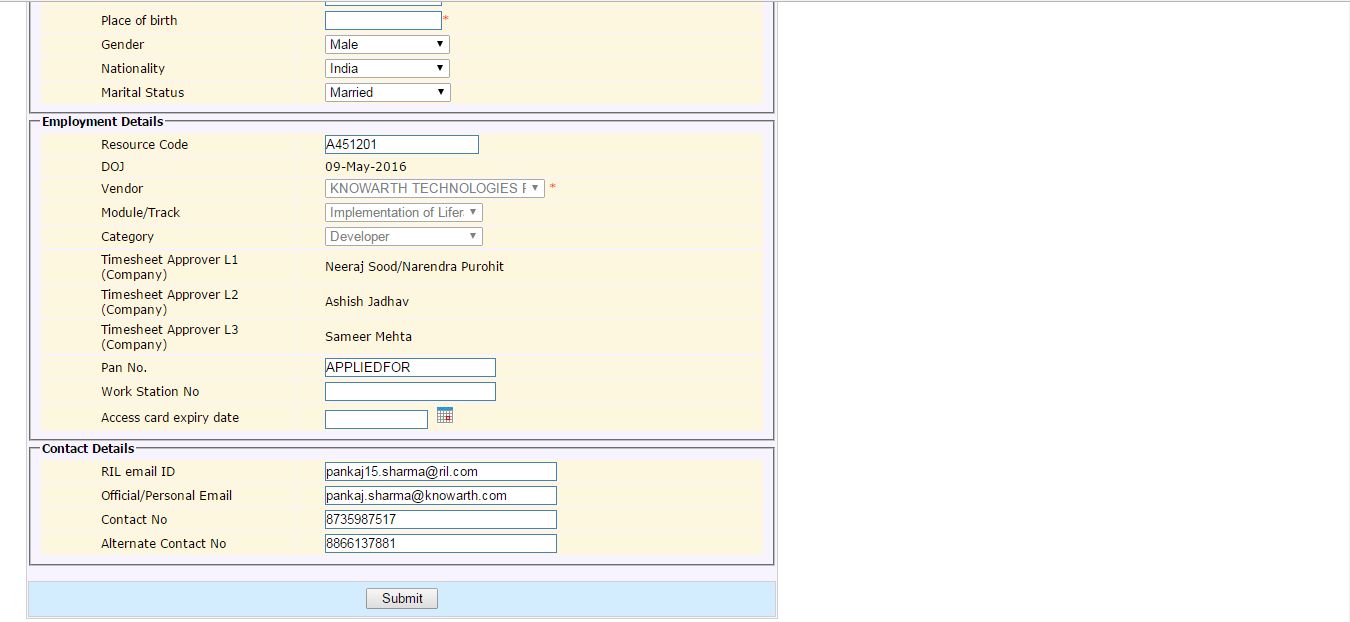 Place of birth *
Gender Male
Nationality India
Marital Status Married
Employment Details
Resource Code A451201
DOJ 09-May-2016
Vendor KNOWARTH TECHNOLOGIES *
Module/Track Implementation of Lifer
Category Developer
Timesheet Approver L1
(Company) Neeraj Sood/Narendra Purohit
Timesheet Approver L2
(Company) Ashish Jadhav
Timesheet Approver L3
(Company) Sameer Mehta
Pan No. APPLIEDFOR
Work Station No
Access card expiry date
Contact Details
RIL email ID pankaj15.sharma@ril.com
Official/Personal Email pankaj.sharma@knowarth.com
Contact No 8735987517
Alternate Contact No 8866137881
Submit